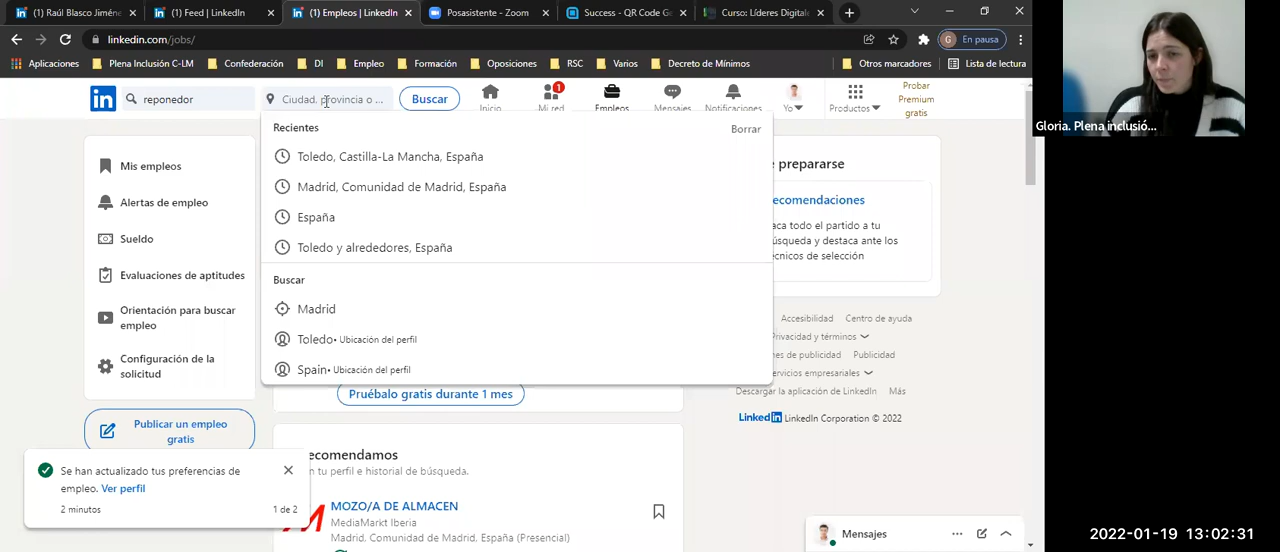 (1) Raúl Blasco Jiméne
(1) Feed | LinkedIn
(1) Empleos | LinkedIn
Posasistente - Zoom
Success - QR Code Ge
Curso: Líderes Digitale
linkedin.com/jobs/
G
En pausa
Aplicaciones
Plena Inclusión C-LM
Confederación
DI
Empleo
Formación
Oposiciones
RSC
Varios
Decreto de Mínimos
Otros marcadores
Lista de lectura
Gloria. Plena inclusió...
in
reponedor
Ciudad, provincia o ...
Buscar
Inicio
1
Mi red
Empleos
Mensajes
Notificaciones
Yo
Productos
Probar
Premium
gratis
Mis empleos
Alertas de empleo
Sueldo
Evaluaciones de aptitudes
Orientación para buscar
empleo
Configuración de la
solicitud
Publicar un empleo
gratis
Recientes
Borrar
Toledo, Castilla-La Mancha, España
Madrid, Comunidad de Madrid, España
España
Toledo y alrededores, España
Buscar
Madrid
Toledo• Ubicación del perfil
Spain• Ubicación del perfil
Pruébalo gratis durante 1 mes
comendamos
n tu perfil e historial de búsqueda.
MOZO/A DE ALMACEN
MediaMarkt Iberia
Madrid, Comunidad de Madrid, España (Presencial)
e prepararse
ecomendaciones
aca todo el partido a tu
úsqueda y destaca ante los
écnicos de selección
Accesibilidad
Centro de ayuda
Privacidad y términos
nes de publicidad
Publicidad
ervicios empresariales
Descargar la aplicación de LinkedIn
Más
Linkedin LinkedIn Corporation © 2022
Se han actualizado tus preferencias de
empleo. Ver perfil
2 minutos
1 de 2
Mensajes
2022-01-19 13:02:31